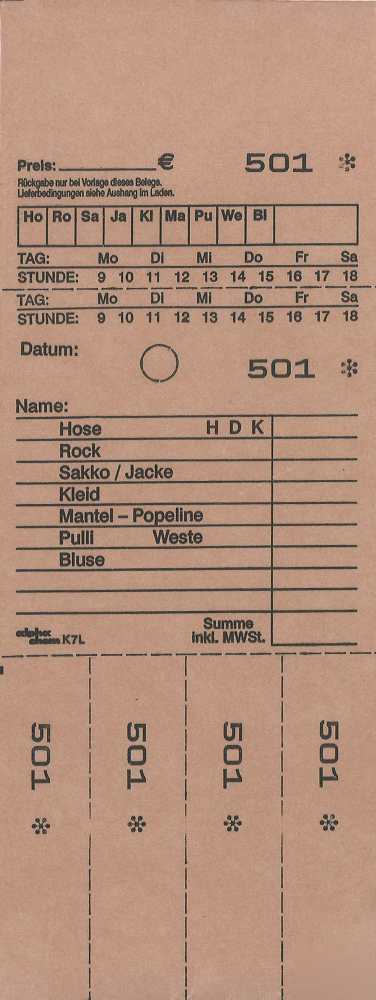 Preis:____________€ 501 *
Rückgabe nur bei Vorlage dieses Belegs.
Lieferbedingungen siehe Aushang im Laden.
Ho Ro Sa Ja Kl Ma Pu We Bl
TAG: Mo Di Mi Do Fr Sa
STUNDE: 9 10 11 12 13 14 15 16 17 18
TAG: Mo Di Mi Do Fr Sa
STUNDE: 9 10 11 12 13 14 15 16 17 18
Datum:
501 *
Name:
Hose H D K
Rock
Sakko / Jacke
Kleid
Mantel – Popeline
Pulli Weste
Bluse
Summe
inkl. MWSt.
K7L
501 *
501 *
501 *
501 *